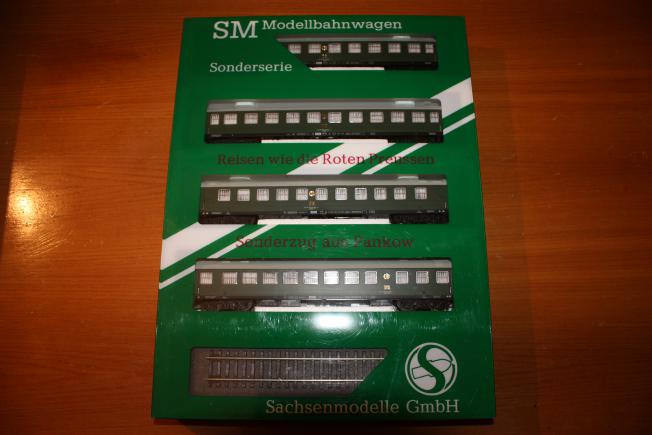 SM Modellbahnwagen
Sonderserie
Reisen wie die Roten Preussen
Sonderzug aus Pankow
S
Sachsenmodelle GmbH